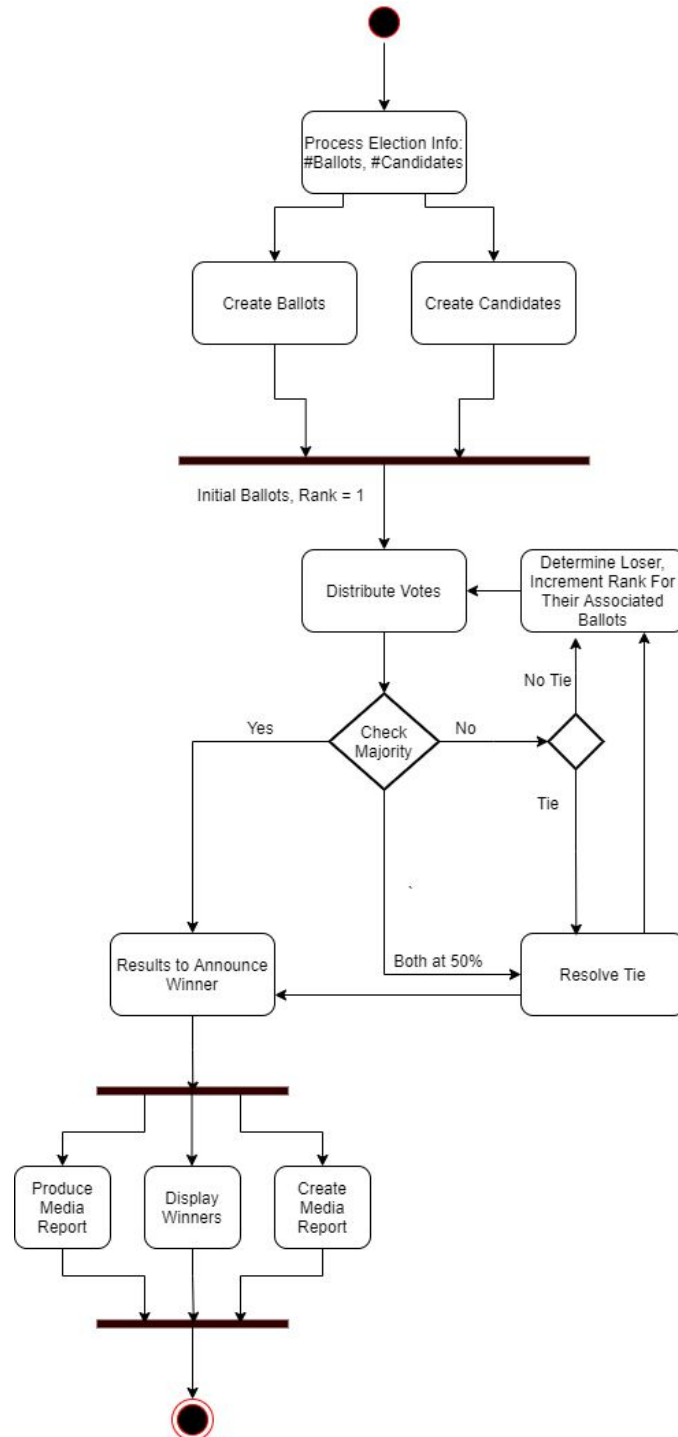 Process Election Info:
#Ballots, #Candidates
Create Ballots
Create Candidates
Initial Ballots, Rank = 1
Distribute Votes
Determine Loser,
Increment Rank For
Their Associated
Ballots
No Tie
Yes
Check
Majority
No
Tie
Both at 50%
Results to Announce
Winner
Resolve Tie
Produce
Media
Report
Display
Winners
Create
Media
Report